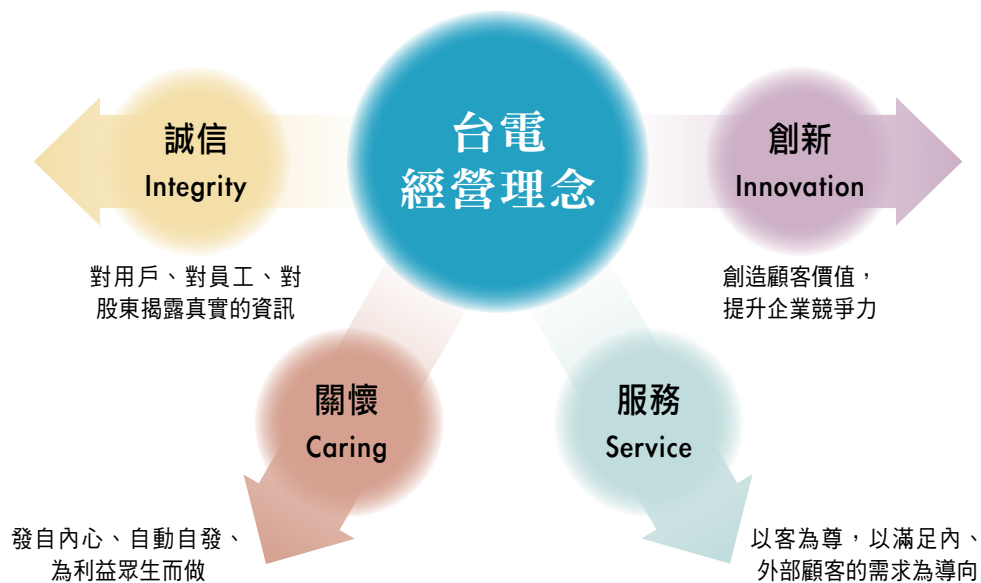 台電
經營理念
誠信
Integrity
對用戶、對員工、對
股東揭露真實的資訊
關懷
Caring
發自內心、自動自發、
為利益眾生而做
服務
Service
以客為尊，以滿足內、
外部顧客的需求為導向
創新
Innovation
創造顧客價值，
提升企業競爭力